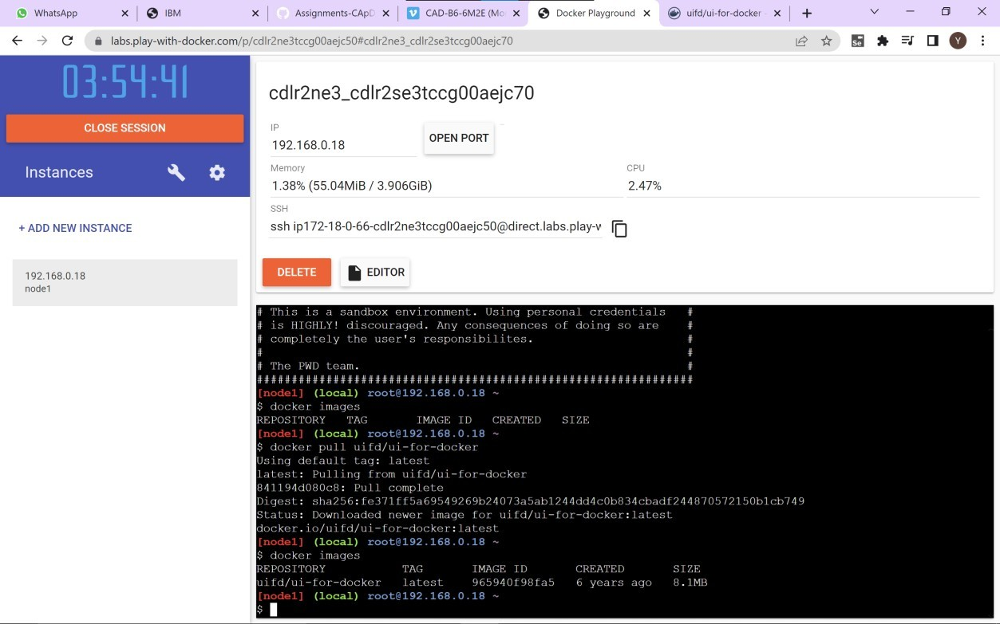 WhatsApp
IBM
Assignments-CApD
CAD-B6-6M2E (Mo
Docker Playground
uifd/ui-for-docker -
labs.play-with-docker.com/p/cdlr2ne3tccg00aejc50#cdlr2ne3_cdlr2se3tccg00aejc70
Se
Y
03:54:41
CLOSE SESSION
Instances
+ ADD NEW INSTANCE
192.168.0.18
node1
cdlr2ne3_cdlr2se3tccg00aejc70
IP
192.168.0.18
OPEN PORT
Memory
1.38% (55.04MiB / 3.906GiB)
CPU
2.47%
SSH
ssh ip172-18-0-66-cdlr2ne3tccg00aejc50@direct.labs.play-w
DELETE
EDITOR
# This is a sandbox environment. Using personal credentials #
# is HIGHLY! discouraged. Any consequences of doing so are #
# completely the user's responsibilites. #
# #
# The PWD team. #
###############################################################
[node1] (local) root@192.168.0.18 ~
$ docker images
REPOSITORY TAG IMAGE ID CREATED SIZE
[node1] (local) root@192.168.0.18 ~
$ docker pull uifd/ui-for-docker
Using default tag: latest
latest: Pulling from uifd/ui-for-docker
841194d080c8: Pull complete
Digest: sha256:fe371ff5a69549269b24073a5ab1244dd4c0b834cbadf244870572150b1cb749
Status: Downloaded newer image for uifd/ui-for-docker:latest
docker.io/uifd/ui-for-docker:latest
[node1] (local) root@192.168.0.18 ~
$ docker images
REPOSITORY TAG IMAGE ID CREATED SIZE
uifd/ui-for-docker latest 965940f98fa5 6 years ago 8.1MB
[node1] (local) root@192.168.0.18 ~
$